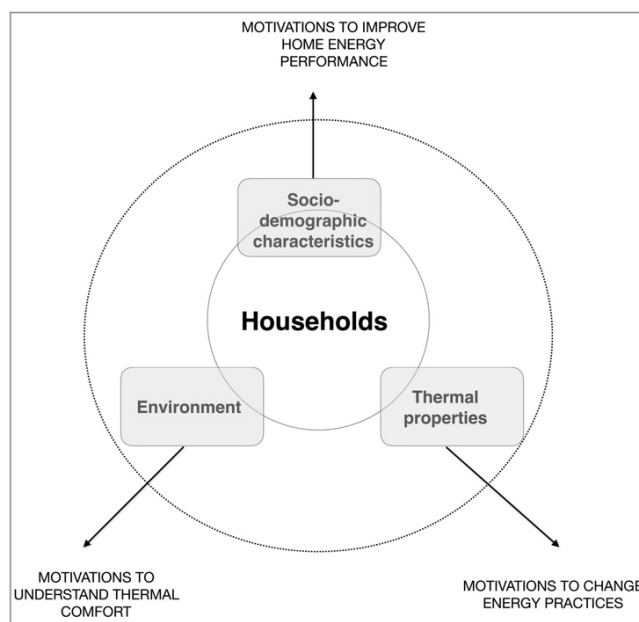 MOTIVATIONS TO IMPROVE
HOME ENERGY
PERFORMANCE
Socio-
demographic
characteristics
Households
Environment
Thermal
properties
MOTIVATIONS TO
UNDERSTAND THERMAL
COMFORT
MOTIVATIONS TO CHANGE
ENERGY PRACTICES